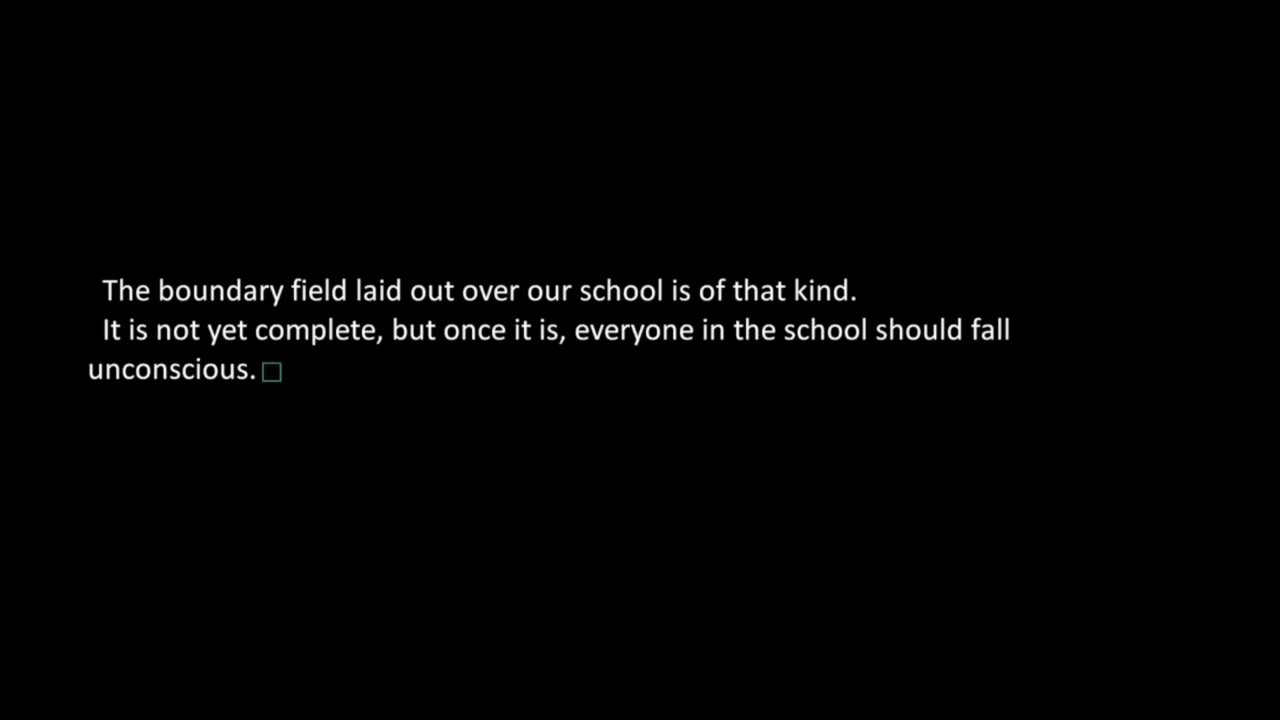 The boundary field laid out over our school is of that kind.
It is not yet complete, but once it is, everyone in the school should fall
unconscious.